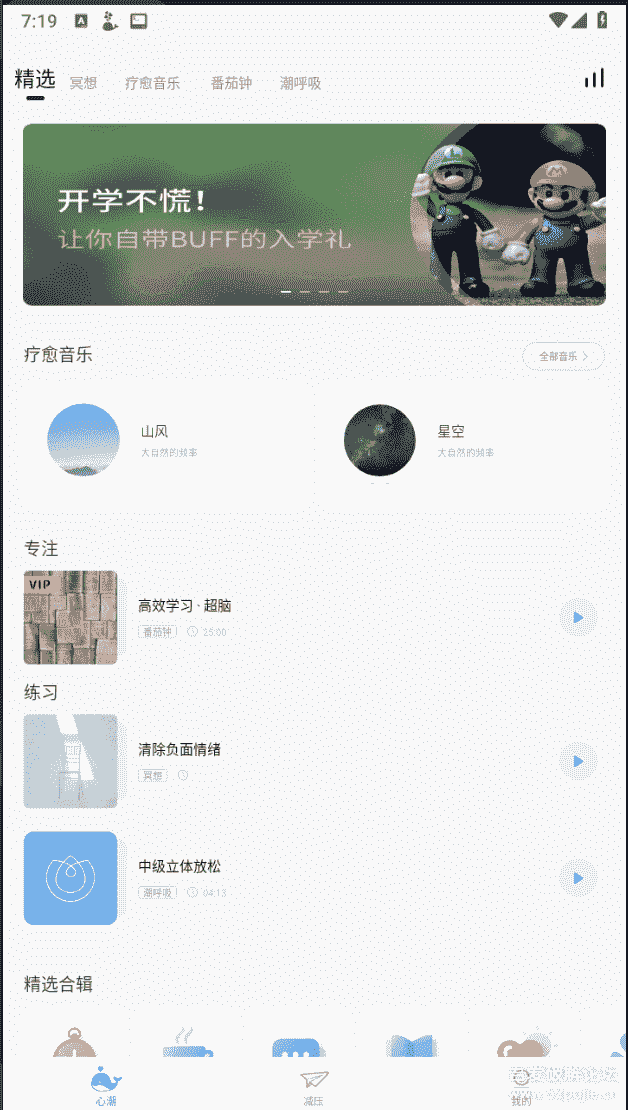 7:19
精选 冥想 疗愈音乐 番茄钟 潮呼吸
开学不慌!
让你自带BUFF的入学礼
疗愈音乐
全部音乐
山风
大自然的频率
星空
大自然的频率
专注
VIP
高效学习·超脑
番茄钟 25:00
练习
清除负面情绪
冥想
中级立体放松
潮呼吸 04:13
精选合辑
心潮 减压 我的